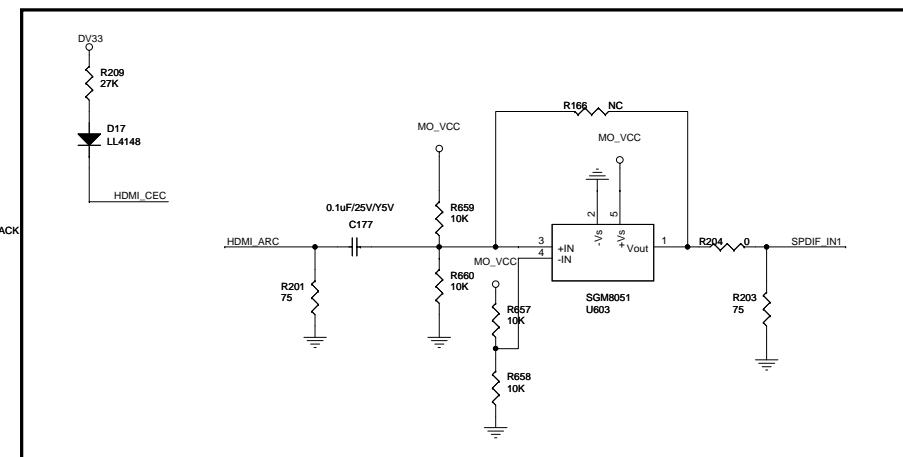 DV33
R209
27K
D17
LL4148
HDMI_CEC
ACK
HDMI_ARC
0.1uF/25V/Y5V
C177
R201
75
MO_VCC
R659
10K
R660
10K
MO_VCC
R657
10K
R658
10K
R166 NC
MO_VCC
2
5
-Vs
+Vs
3
4
+IN
-IN
Vout
1
SGM8051
U603
R204 0
SPDIF_IN1
R203
75